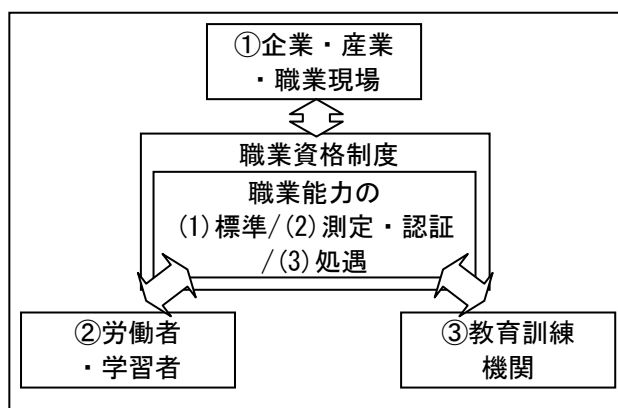 ①企業・産業
・職業現場
職業資格制度
職業能力の
(1)標準/(2)測定・認証
/(3)処遇
②労働者
・学習者
③教育訓練
機関